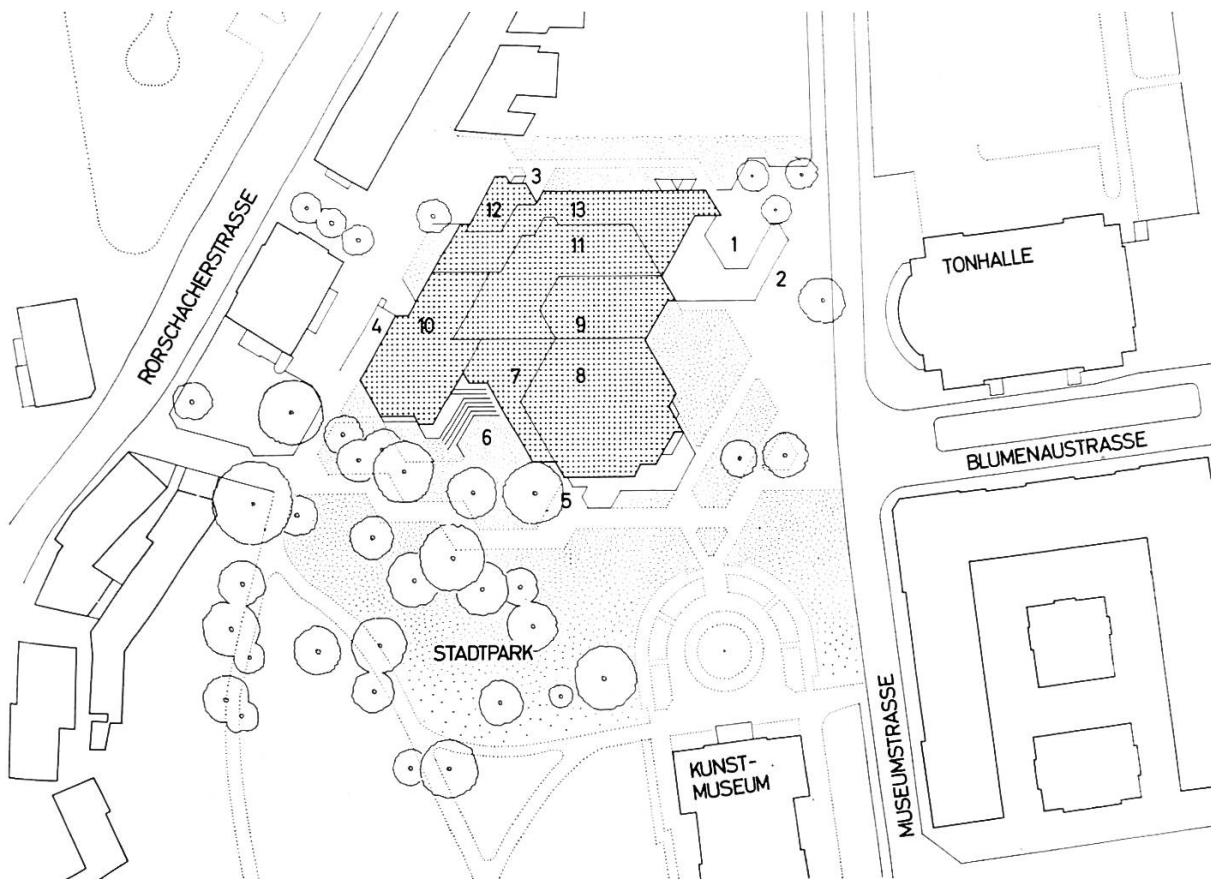 3
12
13
1
11
TONHALLE
2
RORSCHACHERSTRASSE
4
10
9
7
8
6
BLUMENAUSTRASSE
5
STADTPARK
KUNST-
MUSEUM
MUSEUMSTRASSE